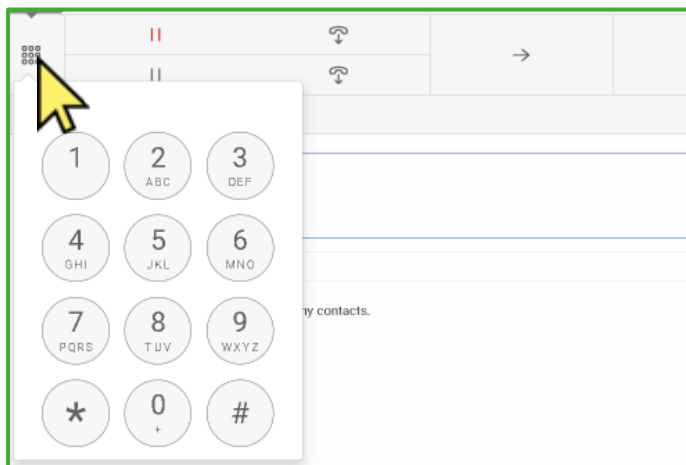 1 2 3
ABC DEF
4 5 6
GHI JKL MNO
ny contacts.
7 8 9
PQRS TUV WXYZ
* 0 #
+